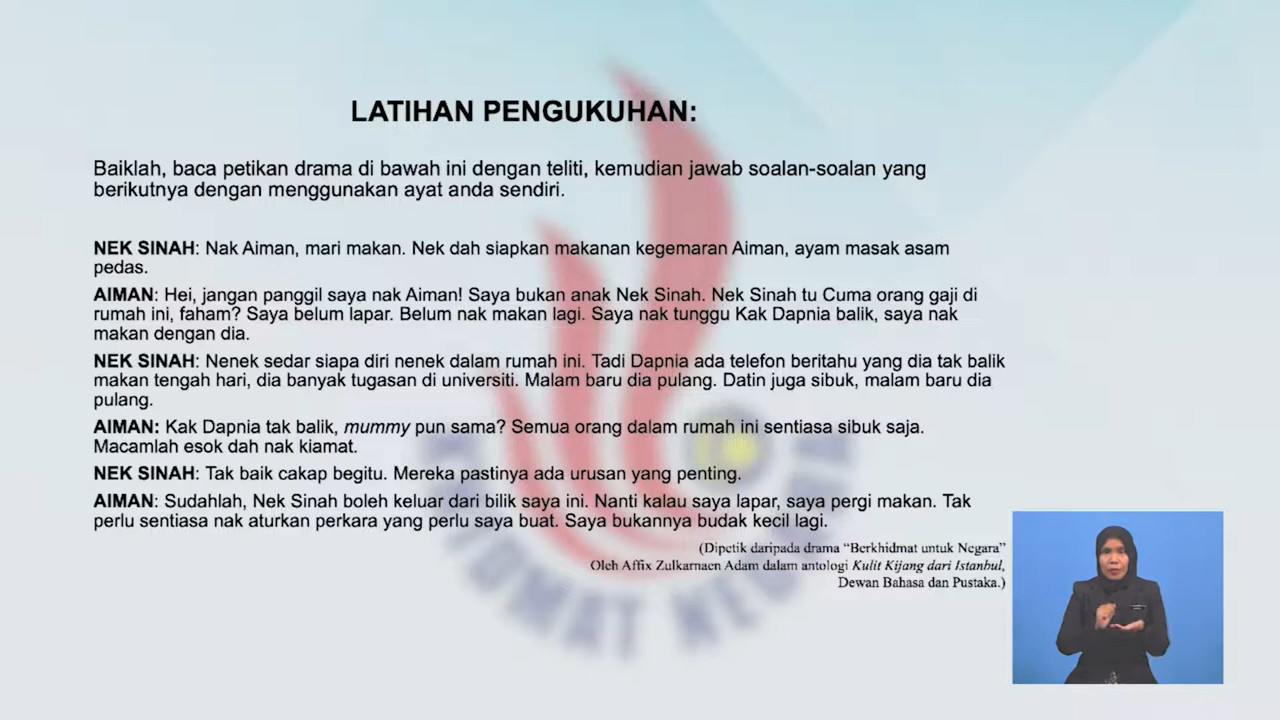 LATIHAN PENGUKUHAN:
Baiklah, baca petikan drama di bawah ini dengan teliti, kemudian jawab soalan-soalan yang
berikutnya dengan menggunakan ayat anda sendiri.
NEK SINAH: Nak Aiman, mari makan. Nek dah siapkan makanan kegemaran Aiman, ayam masak asam
pedas.
AIMAN: Hei, jangan panggil saya nak Aiman! Saya bukan anak Nek Sinah. Nek Sinah tu Cuma orang gaji di
rumah ini, faham? Saya belum lapar. Belum nak makan lagi. Saya nak tunggu Kak Dapnia balik, saya nak
makan dengan dia.
NEK SINAH: Nenek sedar siapa diri nenek dalam rumah ini. Tadi Dapnia ada telefon beritahu yang dia tak balik
makan tengah hari, dia banyak tugasan di universiti. Malam baru dia pulang. Datin juga sibuk, malam baru dia
pulang.
AIMAN: Kak Dapnia tak balik, mummy pun sama? Semua orang dalam rumah ini sentiasa sibuk saja.
Macamlah esok dah nak kiamat.
NEK SINAH: Tak baik cakap begitu. Mereka pastinya ada urusan yang penting.
AIMAN: Sudahlah, Nek Sinah boleh keluar dari bilik saya ini. Nanti kalau saya lapar, saya pergi makan. Tak
perlu sentiasa nak aturkan perkara yang perlu saya buat. Saya bukannya budak kecil lagi.
(Dipetik daripada drama “Berkhidmat untuk Negara”
Oleh Affix Zulkarnaen Adam dalam antologi Kulit Kijang dari Istanbul,
Dewan Bahasa dan Pustaka.)